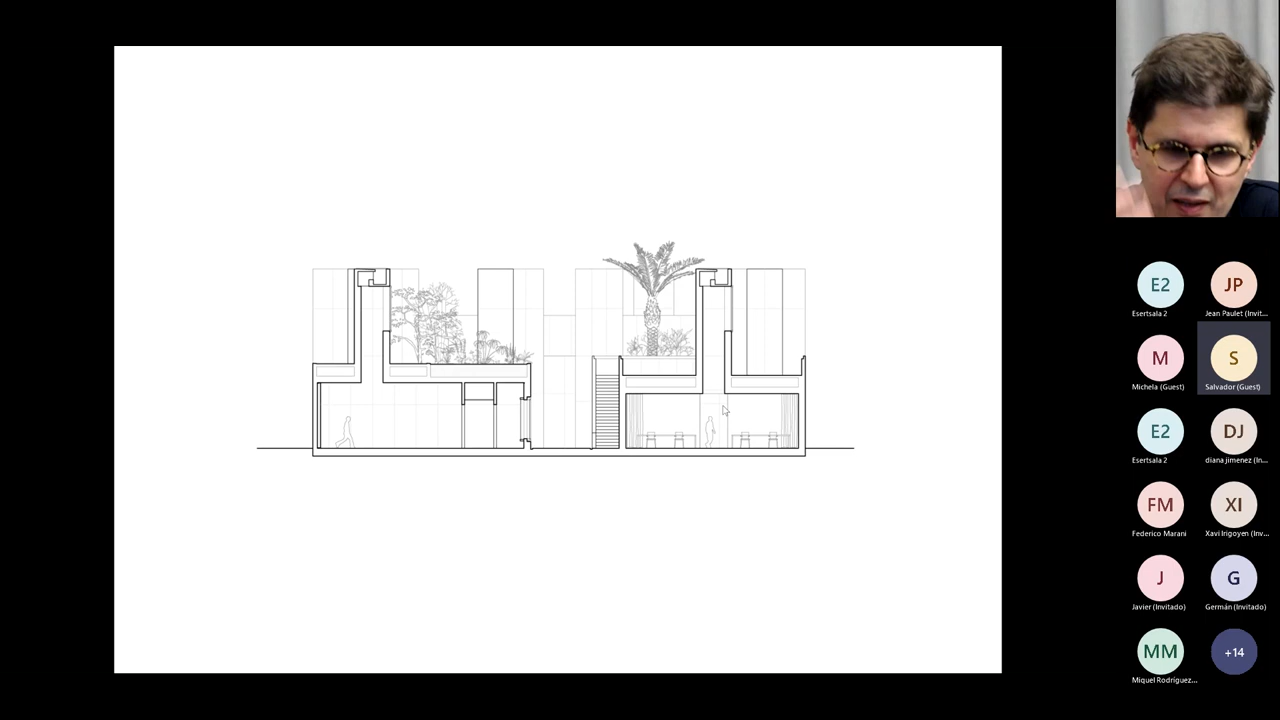 E2
JP
Esertsala 2
Jean Paulet (Invit...
M
S
Michela (Guest)
Salvador (Guest)
E2
DJ
Esertsala 2
diana jimenez (In...
FM
XI
Federico Marani
Xavi Irigoyen (Inv...
J
G
Javier (Invitado)
Germán (Invitado)
MM
+14
Miquel Rodríguez...